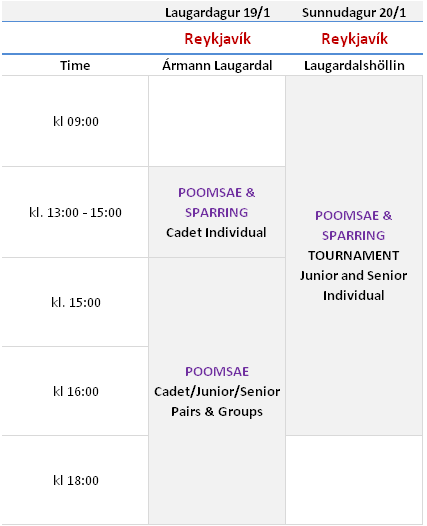 Laugardagur 19/1 Sunnudagur 20/1
Reykjavík Reykjavík
Time Ármann Laugardal Laugardalshöllin
kl 09:00
kl. 13:00 - 15:00
POOMSAE &
SPARRING
Cadet Individual
POOMSAE &
SPARRING
TOURNAMENT
Junior and Senior
Individual
kl. 15:00
kl 16:00
POOMSAE
Cadet/Junior/Senior
Pairs & Groups
kl 18:00